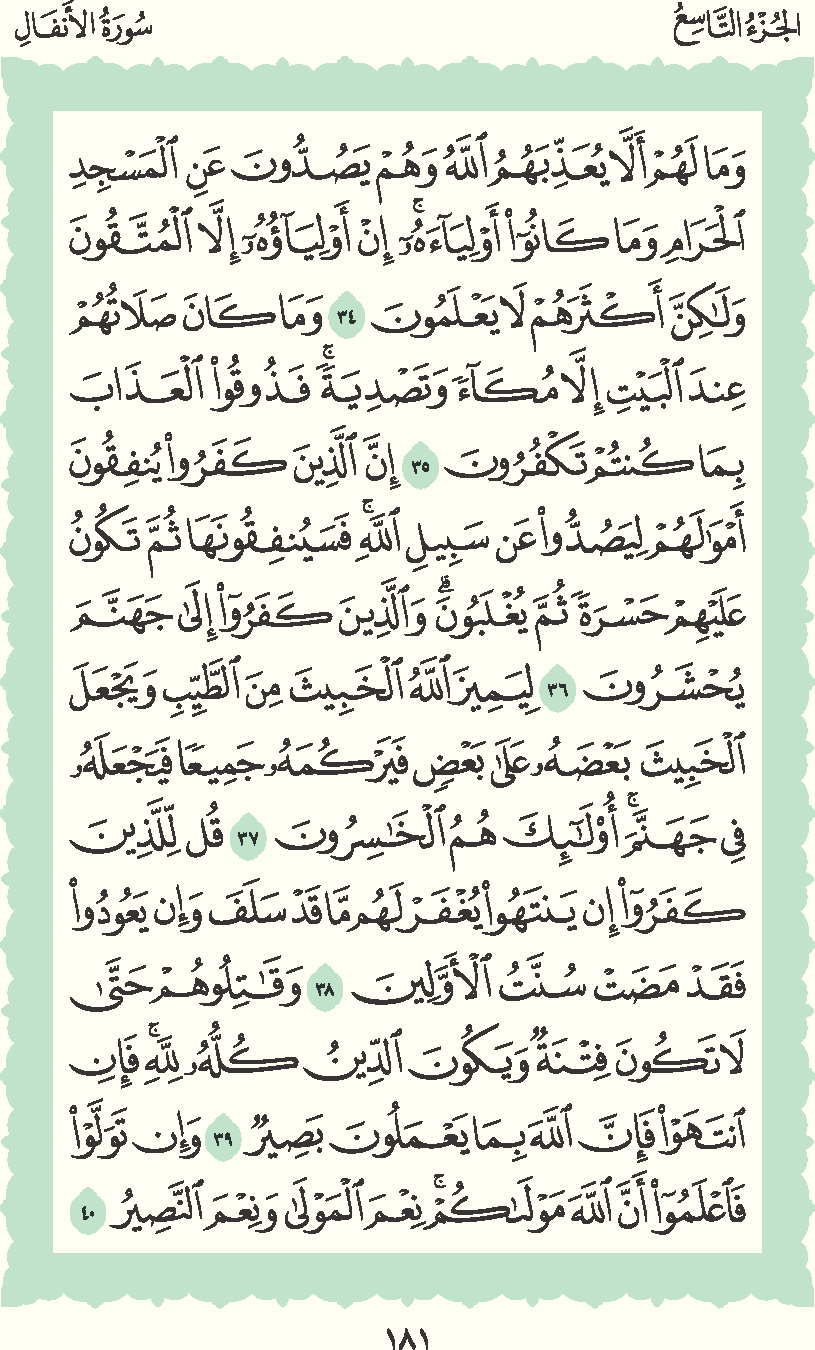 الجُزْءُ التَّاسِعُ
سُورَةُ الأَنفَالِ
وَمَا لَهُمْ أَلَّا يُعَذِّبَهُمُ ٱللَّهُ وَهُمْ يَصُدُّونَ عَنِ ٱلْمَسْجِدِ
ٱلْحَرَامِ وَمَا كَانُوٓا۟ أَوْلِيَآءَهُۥٓ ۚ إِنْ أَوْلِيَآؤُهُۥٓ إِلَّا ٱلْمُتَّقُونَ
وَلَٰكِنَّ أَكْثَرَهُمْ لَا يَعْلَمُونَ ٣٤ وَمَا كَانَ صَلَاتُهُمْ
عِندَ ٱلْبَيْتِ إِلَّا مُكَآءً وَتَصْدِيَةً ۚ فَذُوقُوا۟ ٱلْعَذَابَ
بِمَا كُنتُمْ تَكْفُرُونَ ٣٥ إِنَّ ٱلَّذِينَ كَفَرُوا۟ يُنفِقُونَ
أَمْوَٰلَهُمْ لِيَصُدُّوا۟ عَن سَبِيلِ ٱللَّهِ ۚ فَسَيُنفِقُونَهَا ثُمَّ تَكُونُ
عَلَيْهِمْ حَسْرَةً ثُمَّ يُغْلَبُونَ ۗ وَٱلَّذِينَ كَفَرُوٓا۟ إِلَىٰ جَهَنَّمَ
يُحْشَرُونَ ٣٦ لِيَمِيزَ ٱللَّهُ ٱلْخَبِيثَ مِنَ ٱلطَّيِّبِ وَيَجْعَلَ
ٱلْخَبِيثَ بَعْضَهُۥ عَلَىٰ بَعْضٍ فَيَرْكُمَهُۥ جَمِيعًا فَيَجْعَلَهُۥ
فِى جَهَنَّمَ ۚ أُو۟لَٰٓئِكَ هُمُ ٱلْخَٰسِرُونَ ٣٧ قُل لِّلَّذِينَ
كَفَرُوٓا۟ إِن يَنتَهُوا۟ يُغْفَرْ لَهُم مَّا قَدْ سَلَفَ وَإِن يَعُودُوا۟
فَقَدْ مَضَتْ سُنَّتُ ٱلْأَوَّلِينَ ٣٨ وَقَٰتِلُوهُمْ حَتَّىٰ
لَا تَكُونَ فِتْنَةٌ وَيَكُونَ ٱلدِّينُ كُلُّهُۥ لِلَّهِ ۚ فَإِنِ
ٱنتَهَوْا۟ فَإِنَّ ٱللَّهَ بِمَا يَعْمَلُونَ بَصِيرٌ ٣٩ وَإِن تَوَلَّوْا۟
فَٱعْلَمُوٓا۟ أَنَّ ٱللَّهَ مَوْلَىٰكُمْ ۚ نِعْمَ ٱلْمَوْلَىٰ وَنِعْمَ ٱلنَّصِيرُ ٤٠
١٨١